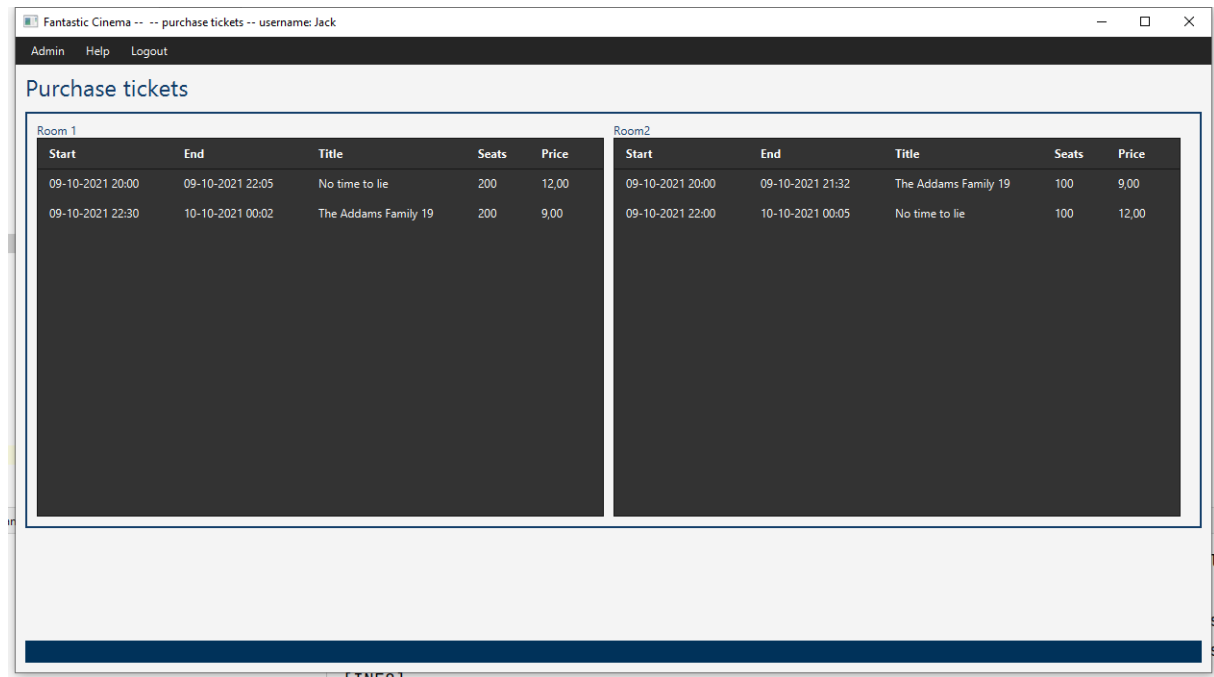 Fantastic Cinema -- -- purchase tickets -- username: Jack
Admin Help Logout
Purchase tickets
Room 1
Start End Title Seats Price
09-10-2021 20:00 09-10-2021 22:05 No time to lie 200 12,00
09-10-2021 22:30 10-10-2021 00:02 The Addams Family 19 200 9,00
Room2
Start End Title Seats Price
09-10-2021 20:00 09-10-2021 21:32 The Addams Family 19 100 9,00
09-10-2021 22:00 10-10-2021 00:05 No time to lie 100 12,00